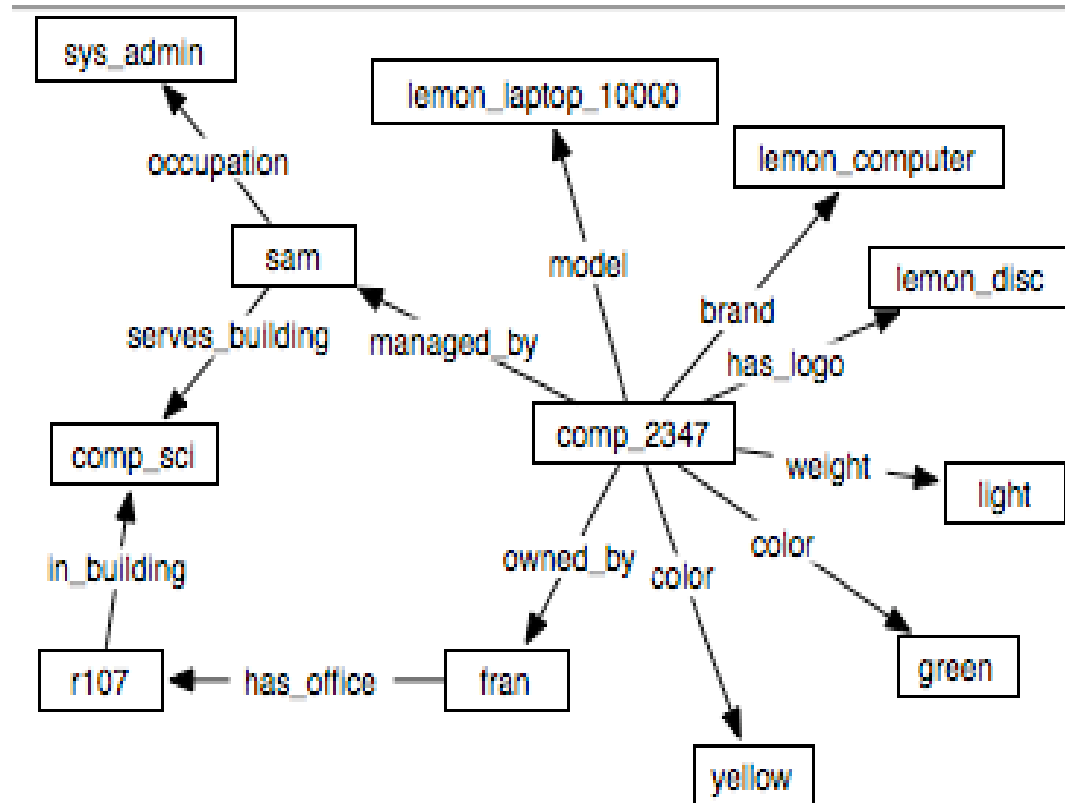 sys_admin
lemon_laptop_10000
occupation
lemon_computer
sam
model
lemon_disc
brand
serves_building
managed_by
has_logo
comp_2347
comp_sci
weight
light
color
owned_by
in_building
color
green
r107
has_office
fran
yellow